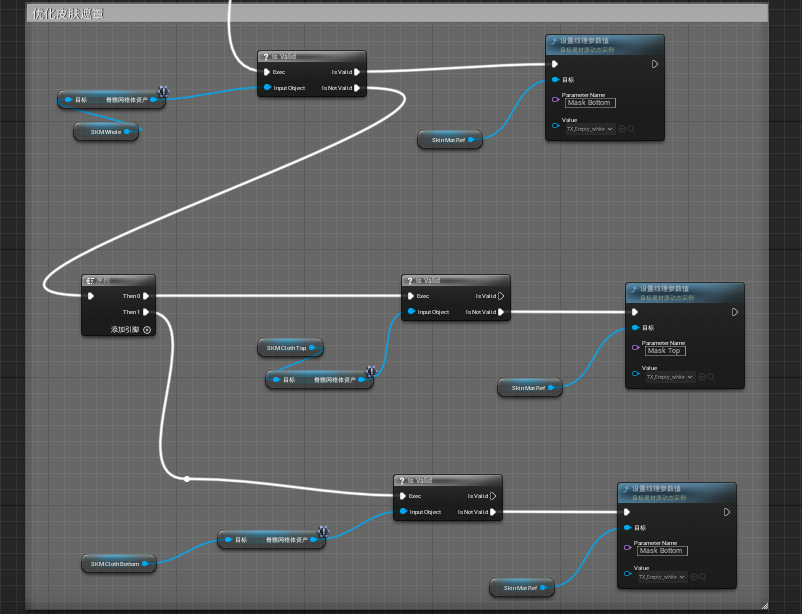 优化皮肤遮罩
Is Valid
Exec
Is Valid
Input Object
Is Not Valid
目标
骨骼网格体资产
SKM Whole
设置纹理参数值
目标是材质动态实例
目标
Parameter Name
Mask Bottom
Value
TX_Empty_white
Skin Mat Ref
序列
Then 0
Then 1
添加引脚
Is Valid
Exec
Is Valid
Input Object
Is Not Valid
SKM Cloth Top
目标
骨骼网格体资产
设置纹理参数值
目标是材质动态实例
目标
Parameter Name
Mask Top
Value
TX_Empty_white
Skin Mat Ref
Is Valid
Exec
Is Valid
Input Object
Is Not Valid
目标
骨骼网格体资产
SKM Cloth Bottom
设置纹理参数值
目标是材质动态实例
目标
Parameter Name
Mask Bottom
Value
TX_Empty_white
Skin Mat Ref